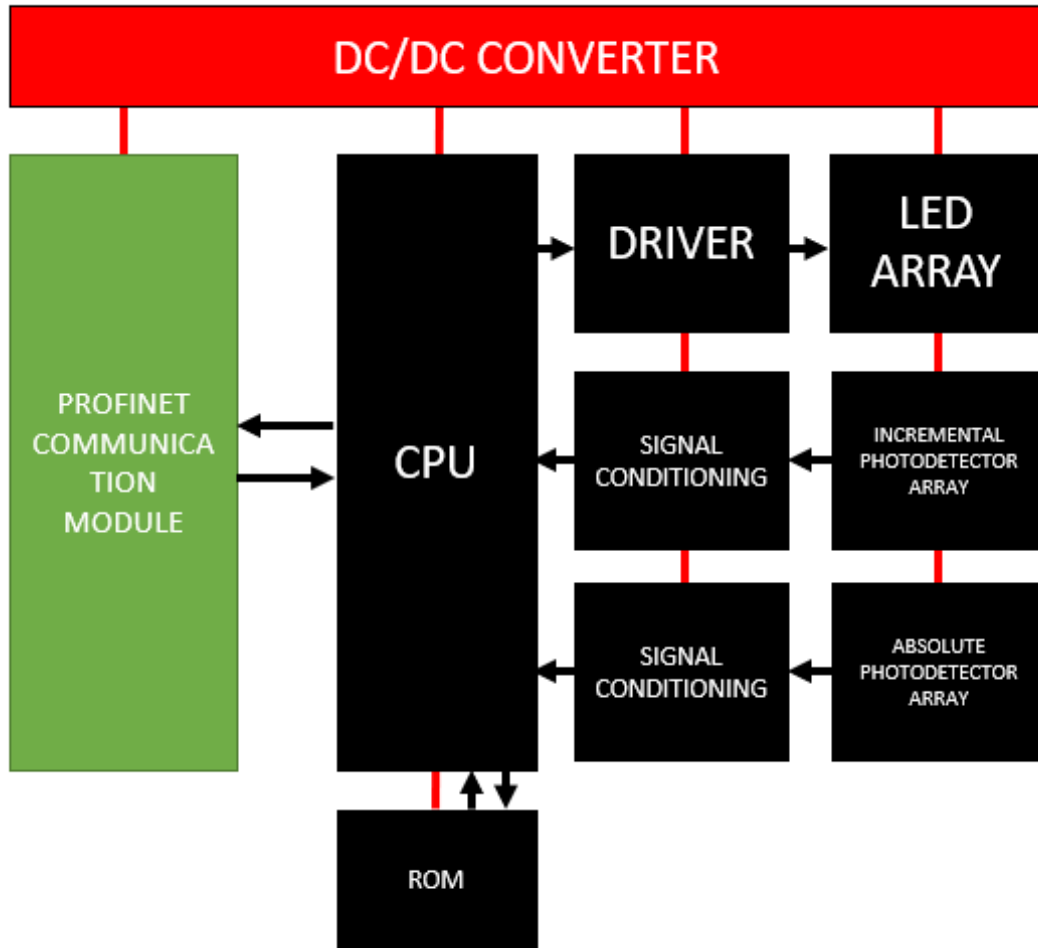 DC/DC CONVERTER
PROFINET
COMMUNICA
TION
MODULE
CPU
DRIVER
LED
ARRAY
SIGNAL
CONDITIONING
INCREMENTAL
PHOTODETECTOR
ARRAY
SIGNAL
CONDITIONING
ABSOLUTE
PHOTODETECTOR
ARRAY
ROM